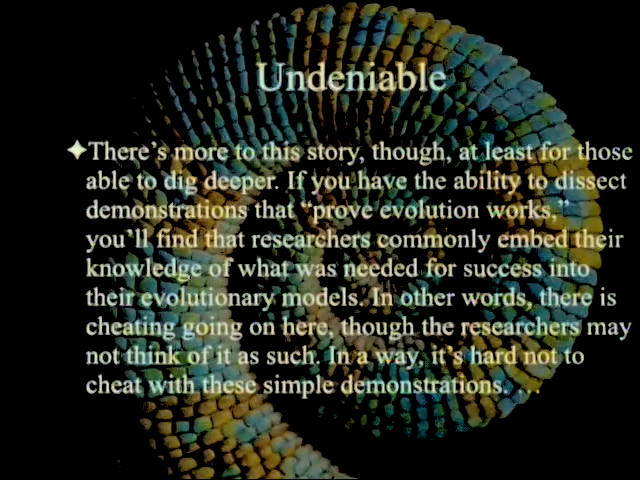 Undeniable
✦There's more to this story, though, at least for those
able to dig deeper. If you have the ability to dissect
demonstrations that “prove evolution works,”
you'll find that researchers commonly embed their
knowledge of what was needed for success into
their evolutionary models. In other words, there is
cheating going on here, though the researchers may
not think of it as such. In a way, it's hard not to
cheat with these simple demonstrations. …